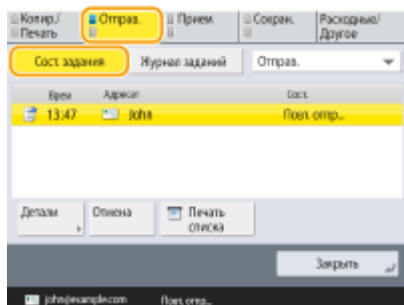 Копир./ Печать
Отправ.
Прием
Сохран.
Расходные/ Другое
Сост. задания
Журнал заданий
Отправ.
Врем
Адресат
Сост.
13:47
John
Повт. отпр...
Детали
Отмена
Печать списка
Закрыть
john@example.com
Повт. отпр...